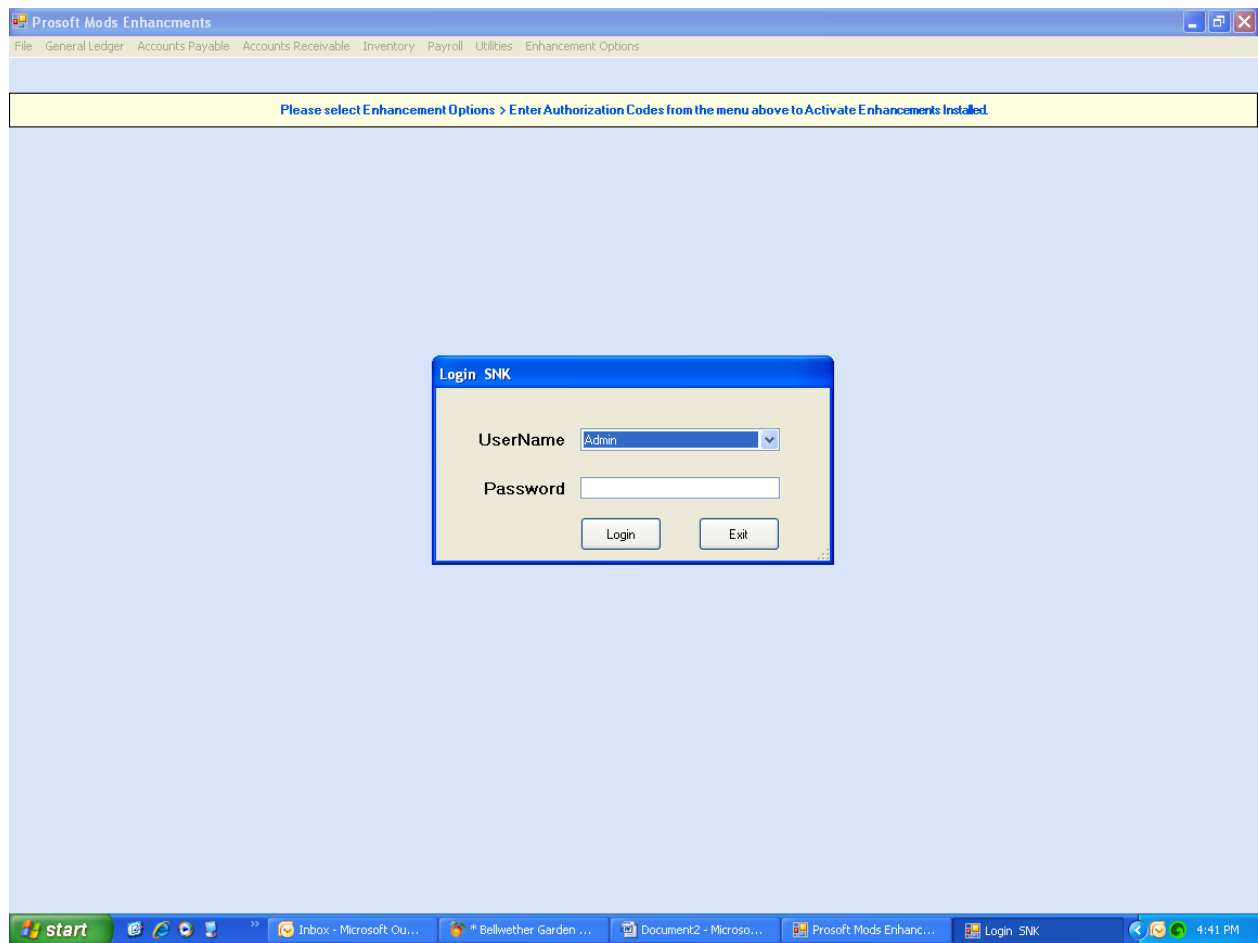 Prosoft Mods Enhancments
File General Ledger Accounts Payable Accounts Receivable Inventory Payroll Utilities Enhancement Options
Please select Enhancement Options > Enter Authorization Codes from the menu above to Activate Enhancements Installed.
Login SNK
UserName Admin
Password
Login Exit
start » Inbox - Microsoft Ou... * Bellwether Garden ... Document2 - Microso... Prosoft Mods Enhanc... Login SNK 4:41 PM